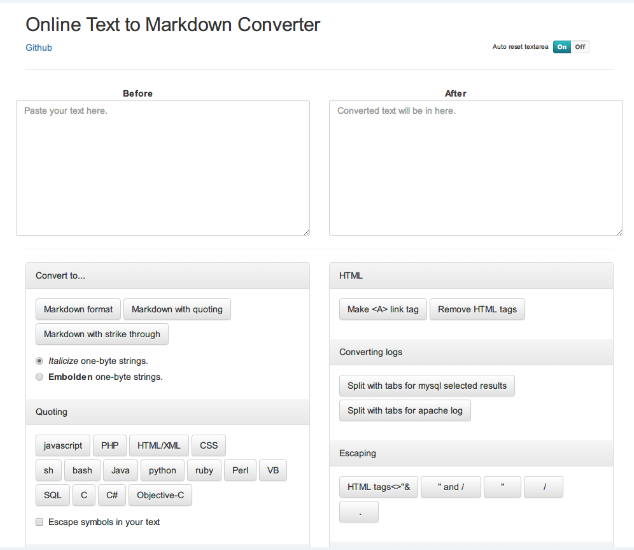 Online Text to Markdown Converter
Github
Auto reset textarea On Off
Before
Paste your text here.
After
Converted text will be in here.
Convert to...
Markdown format Markdown with quoting
Markdown with strike through
Italicize one-byte strings.
Embolden one-byte strings.
Quoting
javascript PHP HTML/XML CSS
sh bash Java python ruby Perl VB
SQL C C# Objective-C
Escape symbols in your text
HTML
Make <A> link tag Remove HTML tags
Converting logs
Split with tabs for mysql selected results
Split with tabs for apache log
Escaping
HTML tags<>"& " and / " /
.